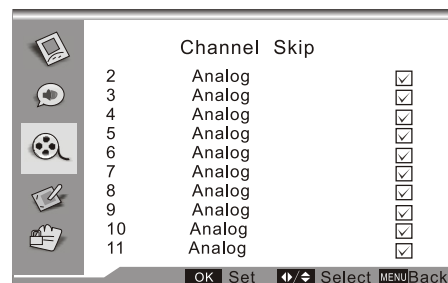 Channel Skip
2 Analog
3 Analog
4 Analog
5 Analog
6 Analog
7 Analog
8 Analog
9 Analog
10 Analog
11 Analog
OK Set / Select MENU Back